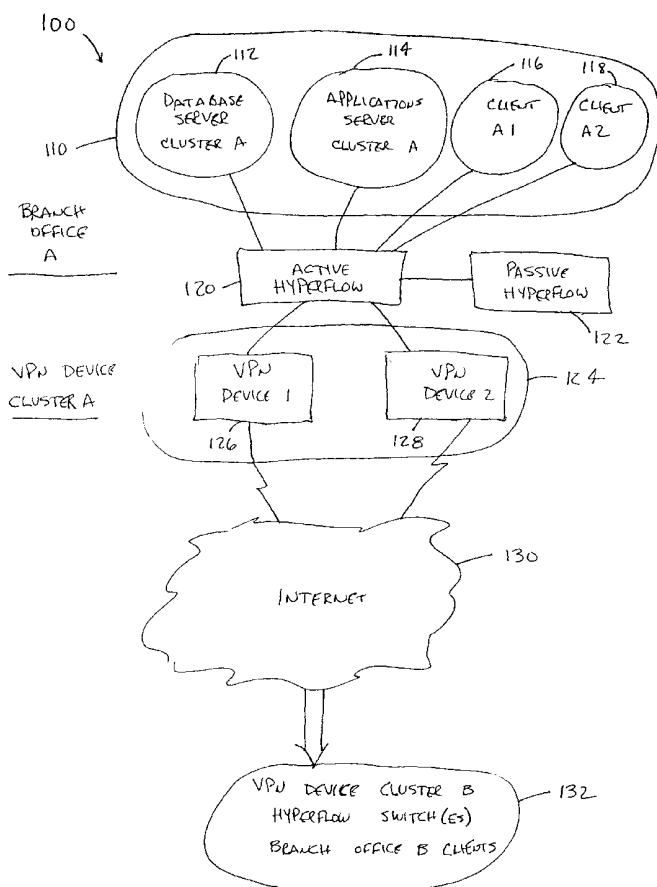 100
112
114
116
118
DATABASE
SERVER
CLUSTER A
APPLICATIONS
SERVER
CLUSTER A
CLIENT
A1
CLIENT
A2
110
BRANCH
OFFICE
A
120
ACTIVE
HYPERFLOW
PASSIVE
HYPERFLOW
122
VPN DEVICE
CLUSTER A
VPN
DEVICE 1
VPN
DEVICE 2
124
126
128
130
INTERNET
VPN DEVICE CLUSTER B
HYPERFLOW SWITCH(ES)
BRANCH OFFICE B CLIENTS
132